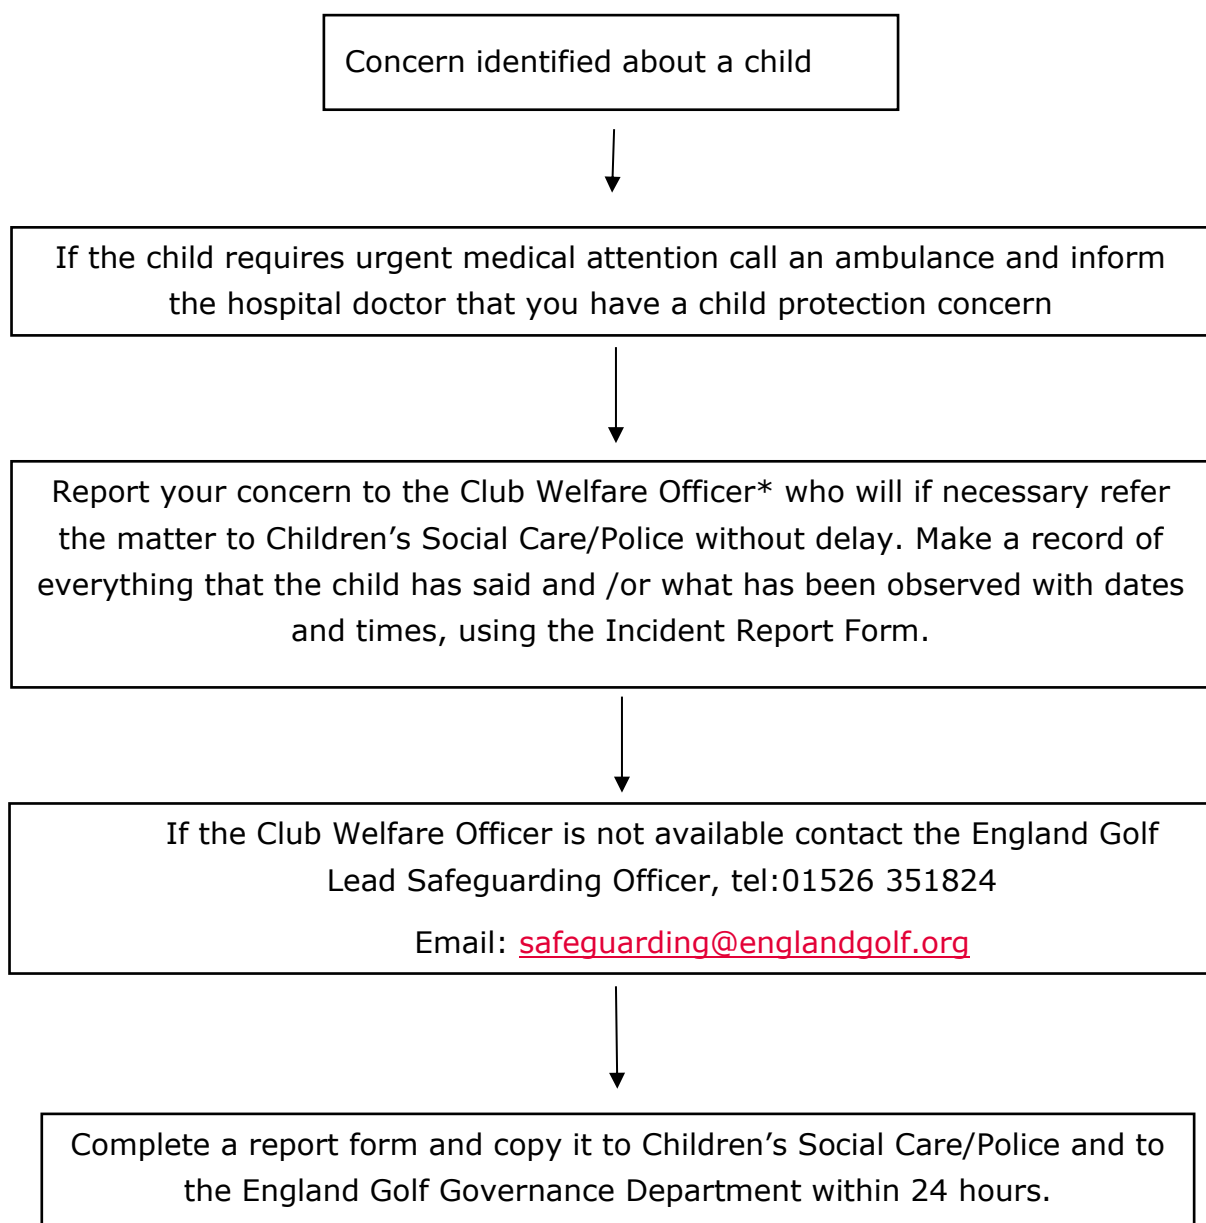 Concern identified about a child
If the child requires urgent medical attention call an ambulance and inform
the hospital doctor that you have a child protection concern
Report your concern to the Club Welfare Officer* who will if necessary refer
the matter to Children’s Social Care/Police without delay. Make a record of
everything that the child has said and /or what has been observed with dates
and times, using the Incident Report Form.
If the Club Welfare Officer is not available contact the England Golf
Lead Safeguarding Officer, tel:01526 351824
Email: safeguarding@englandgolf.org
Complete a report form and copy it to Children’s Social Care/Police and to
the England Golf Governance Department within 24 hours.